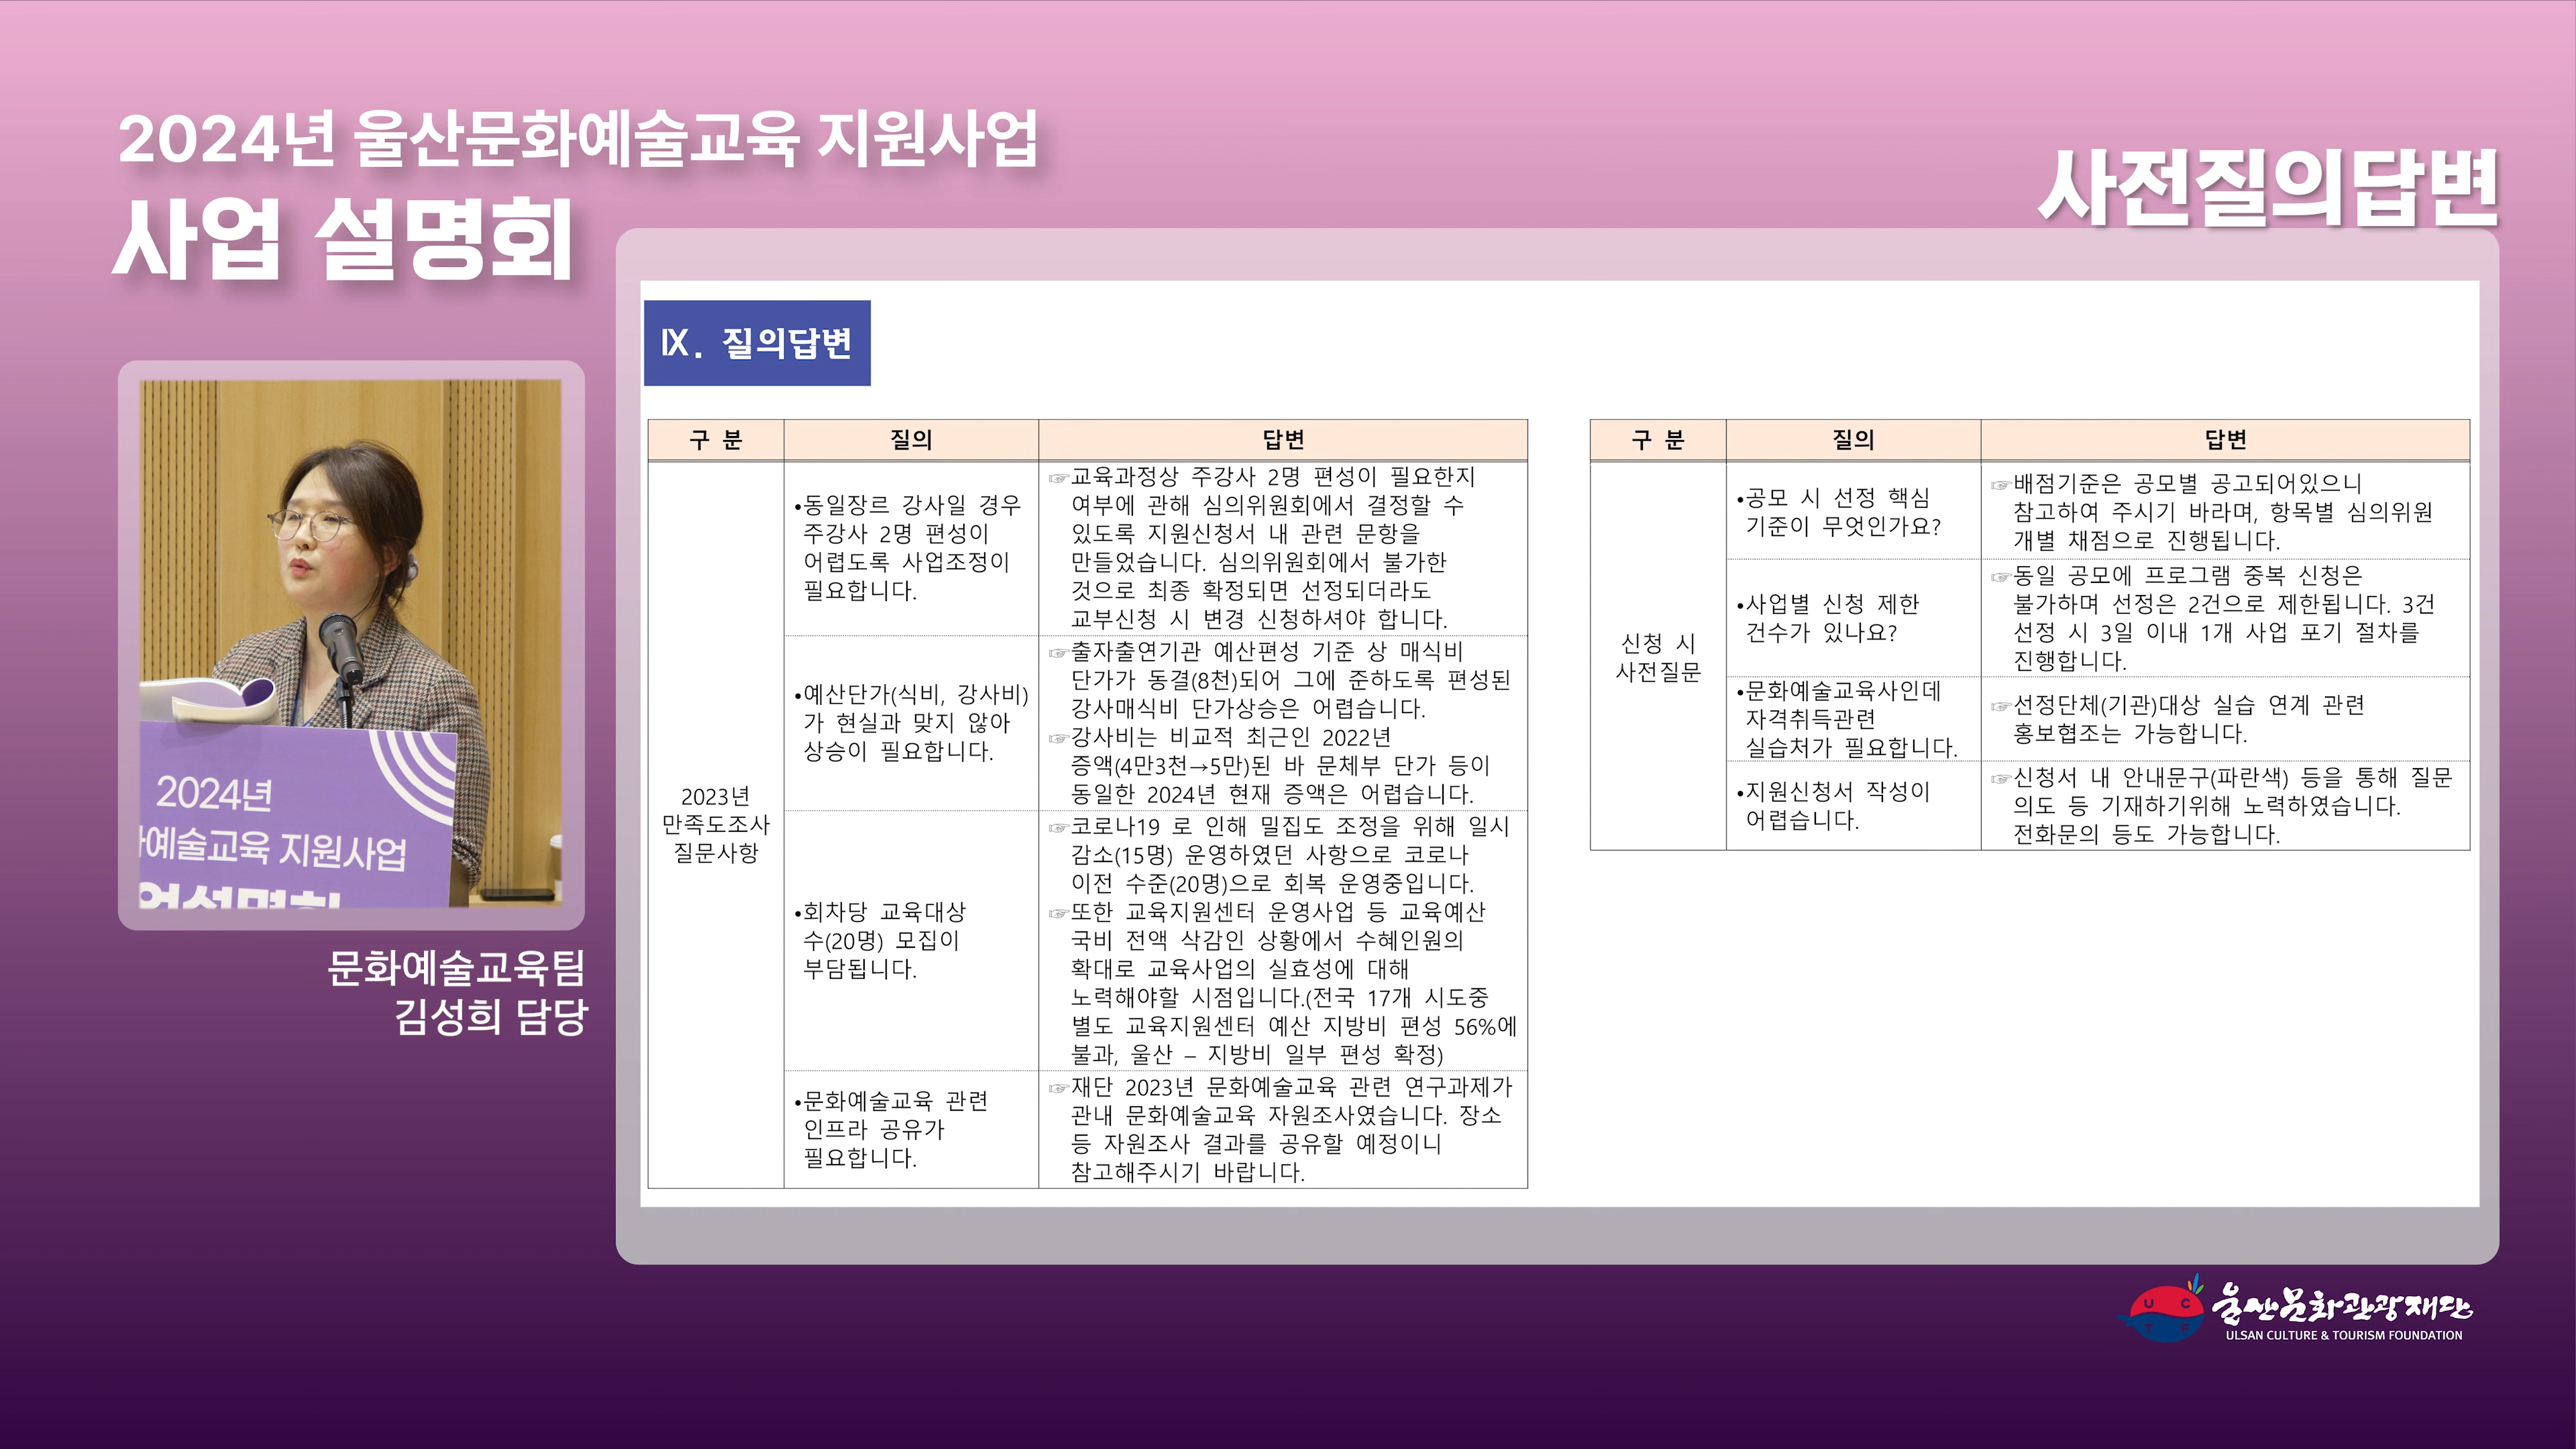 2024년 울산문화예술교육 지원사업
사업 설명회
사전질의답변
Ⅸ. 질의답변
구 분 질의 답변
2023년
만족도조사
질문사항
•동일장르 강사일 경우
주강사 2명 편성이
어렵도록 사업조정이
필요합니다.
☞교육과정상 주강사 2명 편성이 필요한지
여부에 관해 심의위원회에서 결정할 수
있도록 지원신청서 내 관련 문항을
만들었습니다. 심의위원회에서 불가한
것으로 최종 확정되면 선정되더라도
교부신청 시 변경 신청하셔야 합니다.
•예산단가(식비, 강사비)
가 현실과 맞지 않아
상승이 필요합니다.
☞출자출연기관 예산편성 기준 상 매식비
단가가 동결(8천)되어 그에 준하도록 편성된
강사매식비 단가상승은 어렵습니다.
☞강사비는 비교적 최근인 2022년
증액(4만3천→5만)된 바 문체부 단가 등이
동일한 2024년 현재 증액은 어렵습니다.
•회차당 교육대상
수(20명) 모집이
부담됩니다.
☞코로나19 로 인해 밀집도 조정을 위해 일시
감소(15명) 운영하였던 사항으로 코로나
이전 수준(20명)으로 회복 운영중입니다.
☞또한 교육지원센터 운영사업 등 교육예산
국비 전액 삭감인 상황에서 수혜인원의
확대로 교육사업의 실효성에 대해
노력해야할 시점입니다.(전국 17개 시도중
별도 교육지원센터 예산 지방비 편성 56%에
불과, 울산 – 지방비 일부 편성 확정)
•문화예술교육 관련
인프라 공유가
필요합니다.
☞재단 2023년 문화예술교육 관련 연구과제가
관내 문화예술교육 자원조사였습니다. 장소
등 자원조사 결과를 공유할 예정이니
참고해주시기 바랍니다.
구 분 질의 답변
신청 시
사전질문
•공모 시 선정 핵심
기준이 무엇인가요?
☞배점기준은 공모별 공고되어있으니
참고하여 주시기 바라며, 항목별 심의위원
개별 채점으로 진행됩니다.
•사업별 신청 제한
건수가 있나요?
☞동일 공모에 프로그램 중복 신청은
불가하며 선정은 2건으로 제한됩니다. 3건
선정 시 3일 이내 1개 사업 포기 절차를
진행합니다.
•문화예술교육사인데
자격취득관련
실습처가 필요합니다.
☞선정단체(기관)대상 실습 연계 관련
홍보협조는 가능합니다.
•지원신청서 작성이
어렵습니다.
☞신청서 내 안내문구(파란색) 등을 통해 질문
의도 등 기재하기위해 노력하였습니다.
전화문의 등도 가능합니다.
2024년
예술교육 지원사업
업설명회
문화예술교육팀
김성희 담당
U C
T F
울산문화관광재단
ULSAN CULTURE & TOURISM FOUNDATION